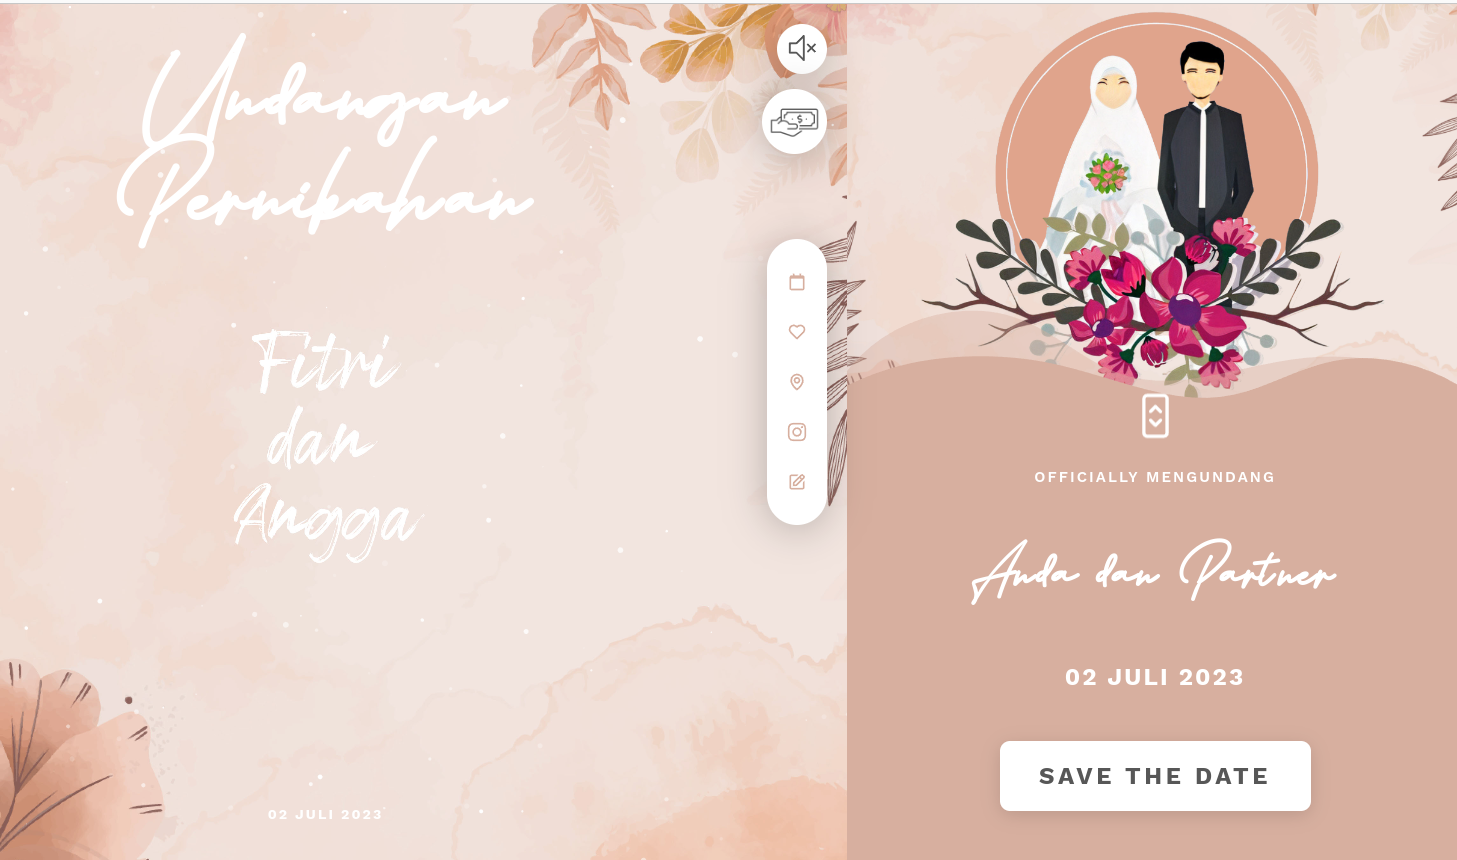 Undangan
Pernikahan
Fitri
dan
Angga
02 JULI 2023
OFFICIALLY MENGUNDANG
Anda dan Partner
02 JULI 2023
SAVE THE DATE